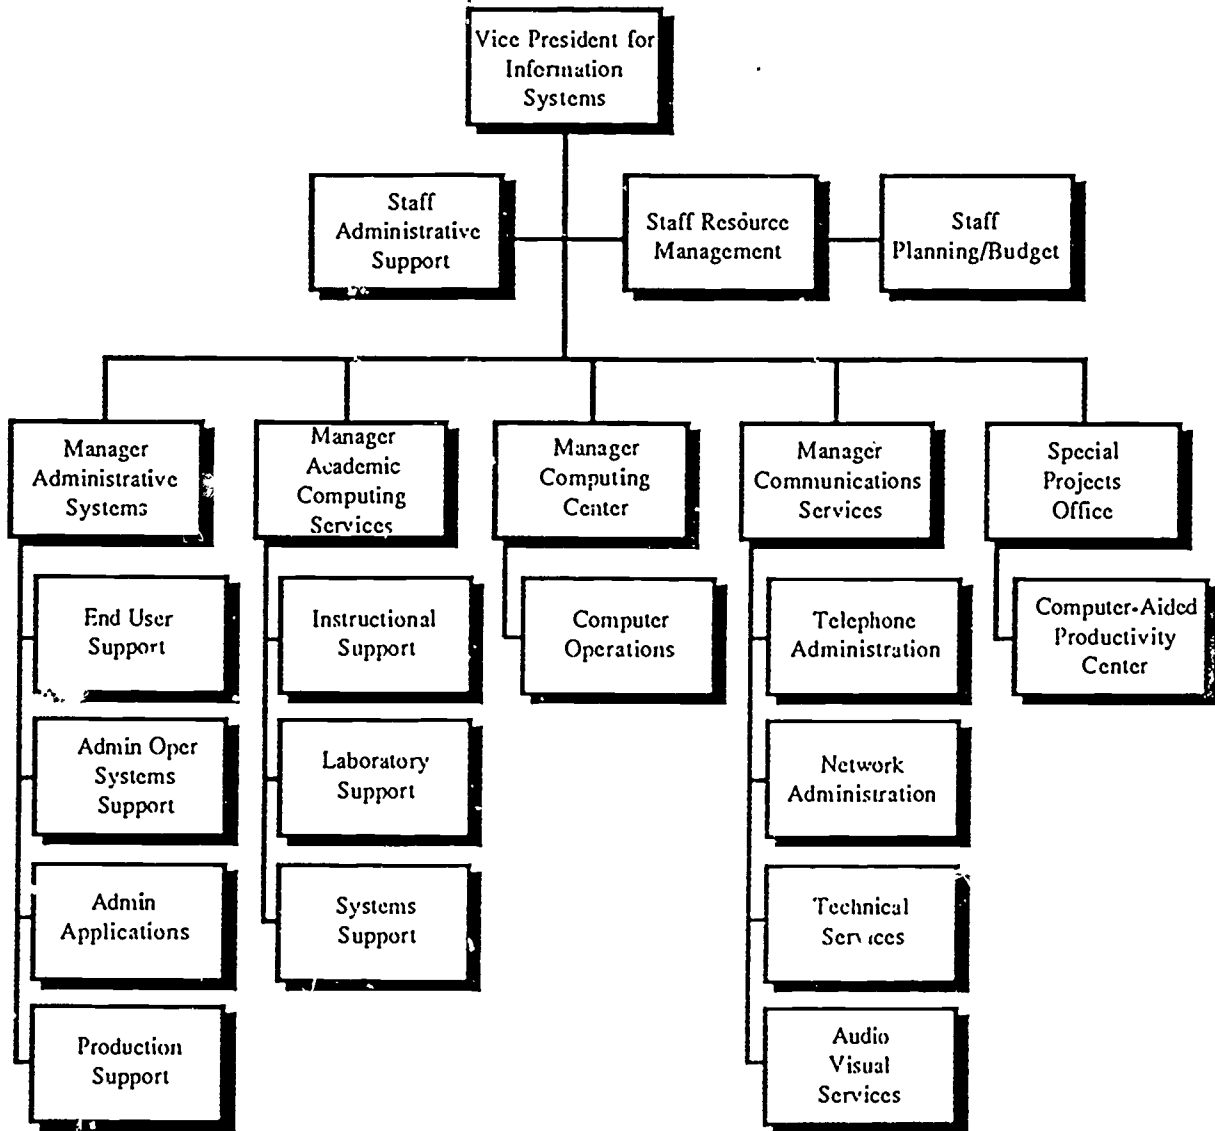 Vice President for
Information
Systems
Staff
Administrative
Support
Staff Resource
Management
Staff
Planning/Budget
Manager
Administrative
Systems
Manager
Academic
Computing
Services
Manager
Computing
Center
Manager
Communications
Services
Special
Projects
Office
End User
Support
Admin Oper
Systems
Support
Admin
Applications
Production
Support
Instructional
Support
Laboratory
Support
Systems
Support
Computer
Operations
Telephone
Administration
Network
Administration
Technical
Services
Audio
Visual
Services
Computer-Aided
Productivity
Center